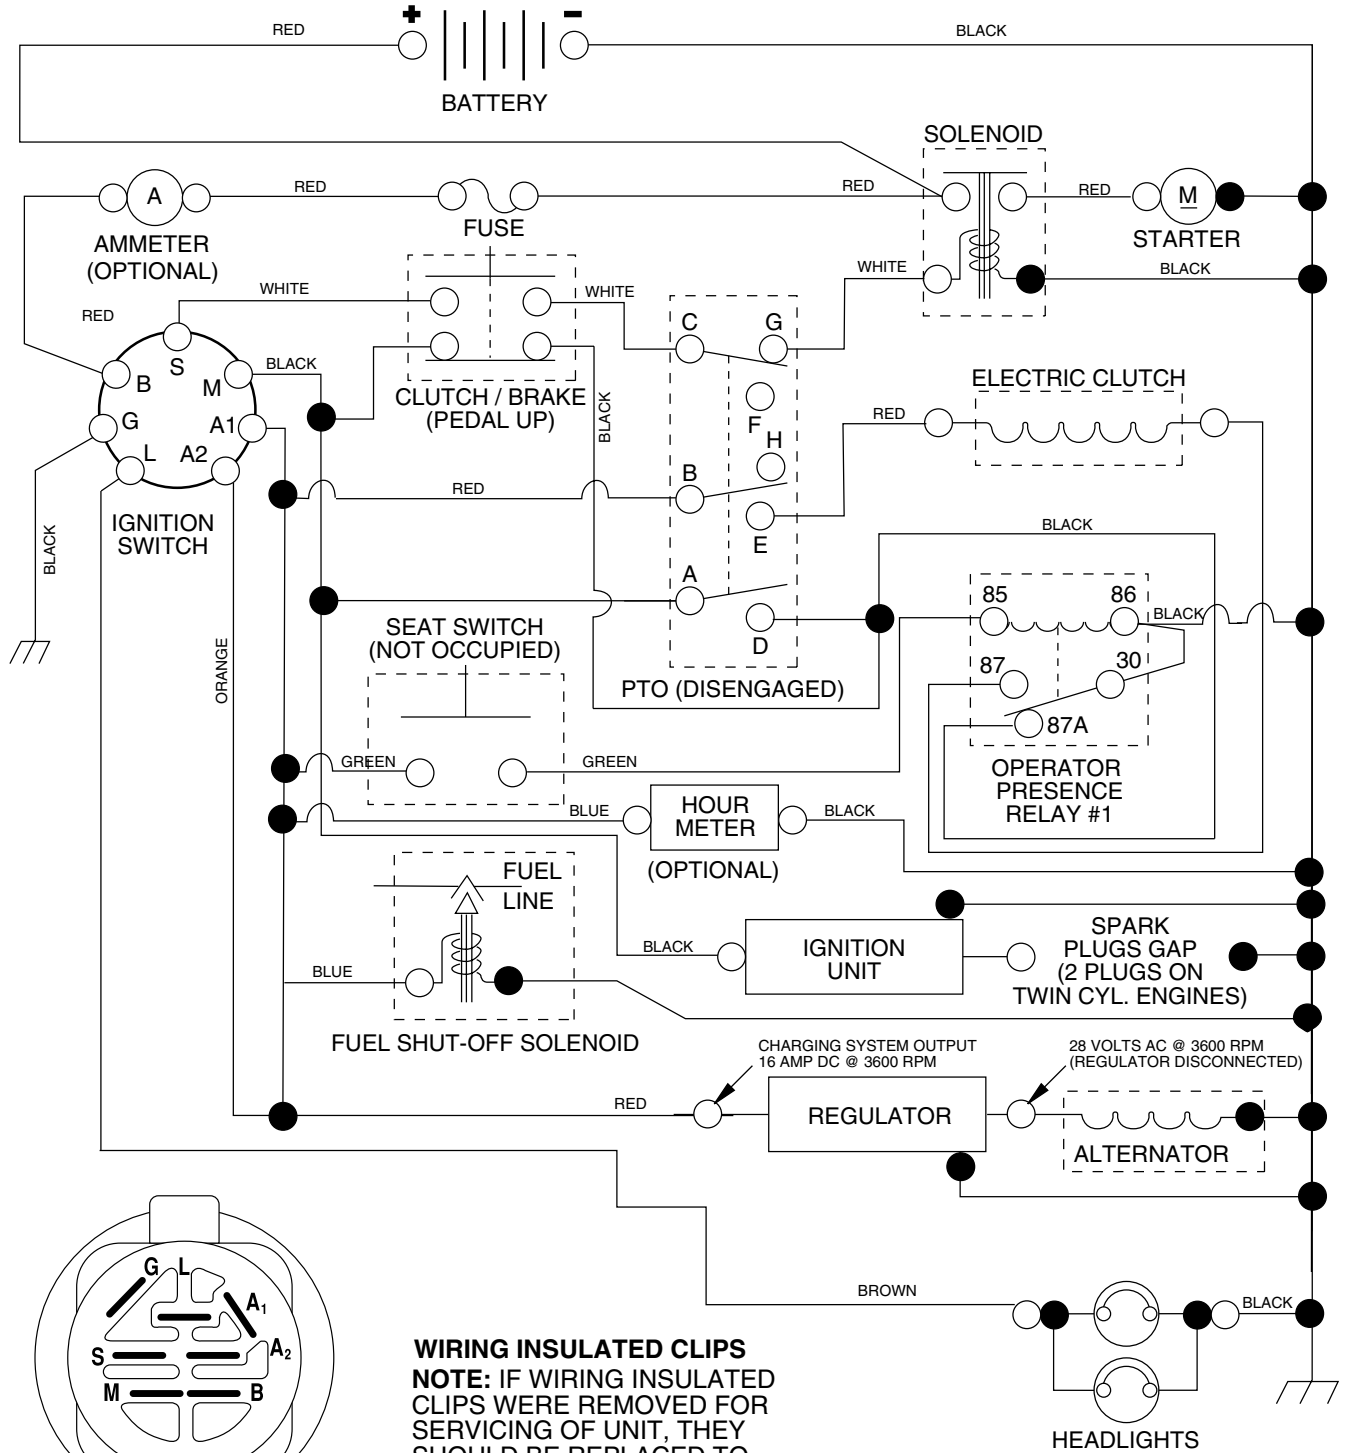 + −
RED
BLACK
BATTERY
SOLENOID
A
RED
RED
RED
M
FUSE
STARTER
AMMETER
(OPTIONAL)
WHITE
BLACK
WHITE
WHITE
RED
C
G
S
B
M
BLACK
ELECTRIC CLUTCH
CLUTCH / BRAKE
(PEDAL UP)
BLACK
F
RED
G
A1
H
L
A2
B
RED
IGNITION
SWITCH
BLACK
E
BLACK
A
85
86
BLACK
SEAT SWITCH
(NOT OCCUPIED)
D
ORANGE
87
30
PTO (DISENGAGED)
87A
GREEN
GREEN
OPERATOR
PRESENCE
RELAY #1
BLUE
HOUR
METER
BLACK
(OPTIONAL)
FUEL
LINE
BLACK
IGNITION
UNIT
SPARK
PLUGS GAP
(2 PLUGS ON
TWIN CYL. ENGINES)
BLUE
FUEL SHUT-OFF SOLENOID
CHARGING SYSTEM OUTPUT
16 AMP DC @ 3600 RPM
28 VOLTS AC @ 3600 RPM
(REGULATOR DISCONNECTED)
RED
REGULATOR
ALTERNATOR
G L
A1
S
A2
M
B
BROWN
BLACK
HEADLIGHTS
WIRING INSULATED CLIPS
NOTE: IF WIRING INSULATED
CLIPS WERE REMOVED FOR
SERVICING OF UNIT, THEY
SHOULD BE REPLACED TO